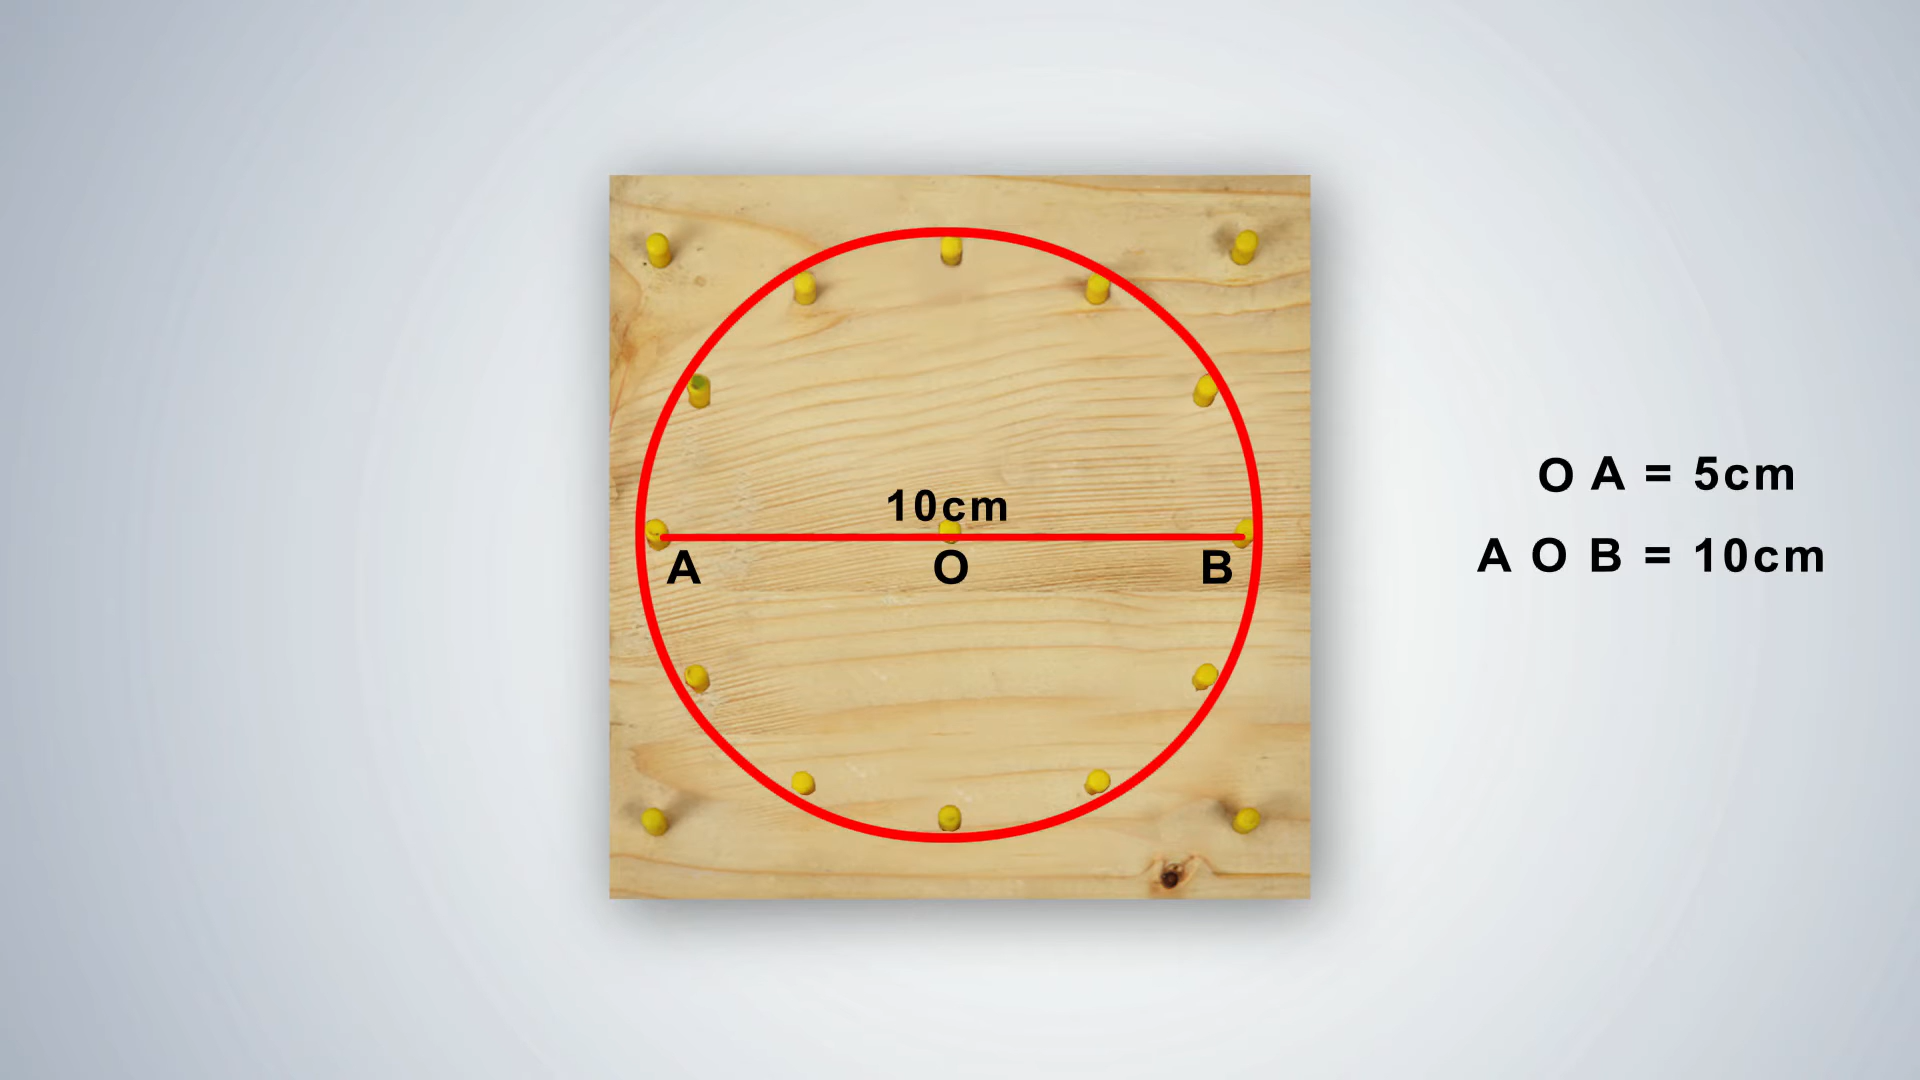 10cm
A O B
O A = 5cm
A O B = 10cm